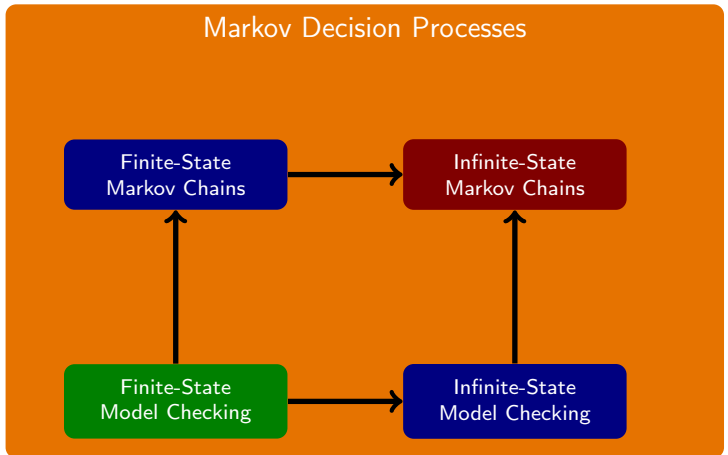 Markov Decision Processes
Finite-State
Markov Chains
Infinite-State
Markov Chains
Finite-State
Model Checking
Infinite-State
Model Checking